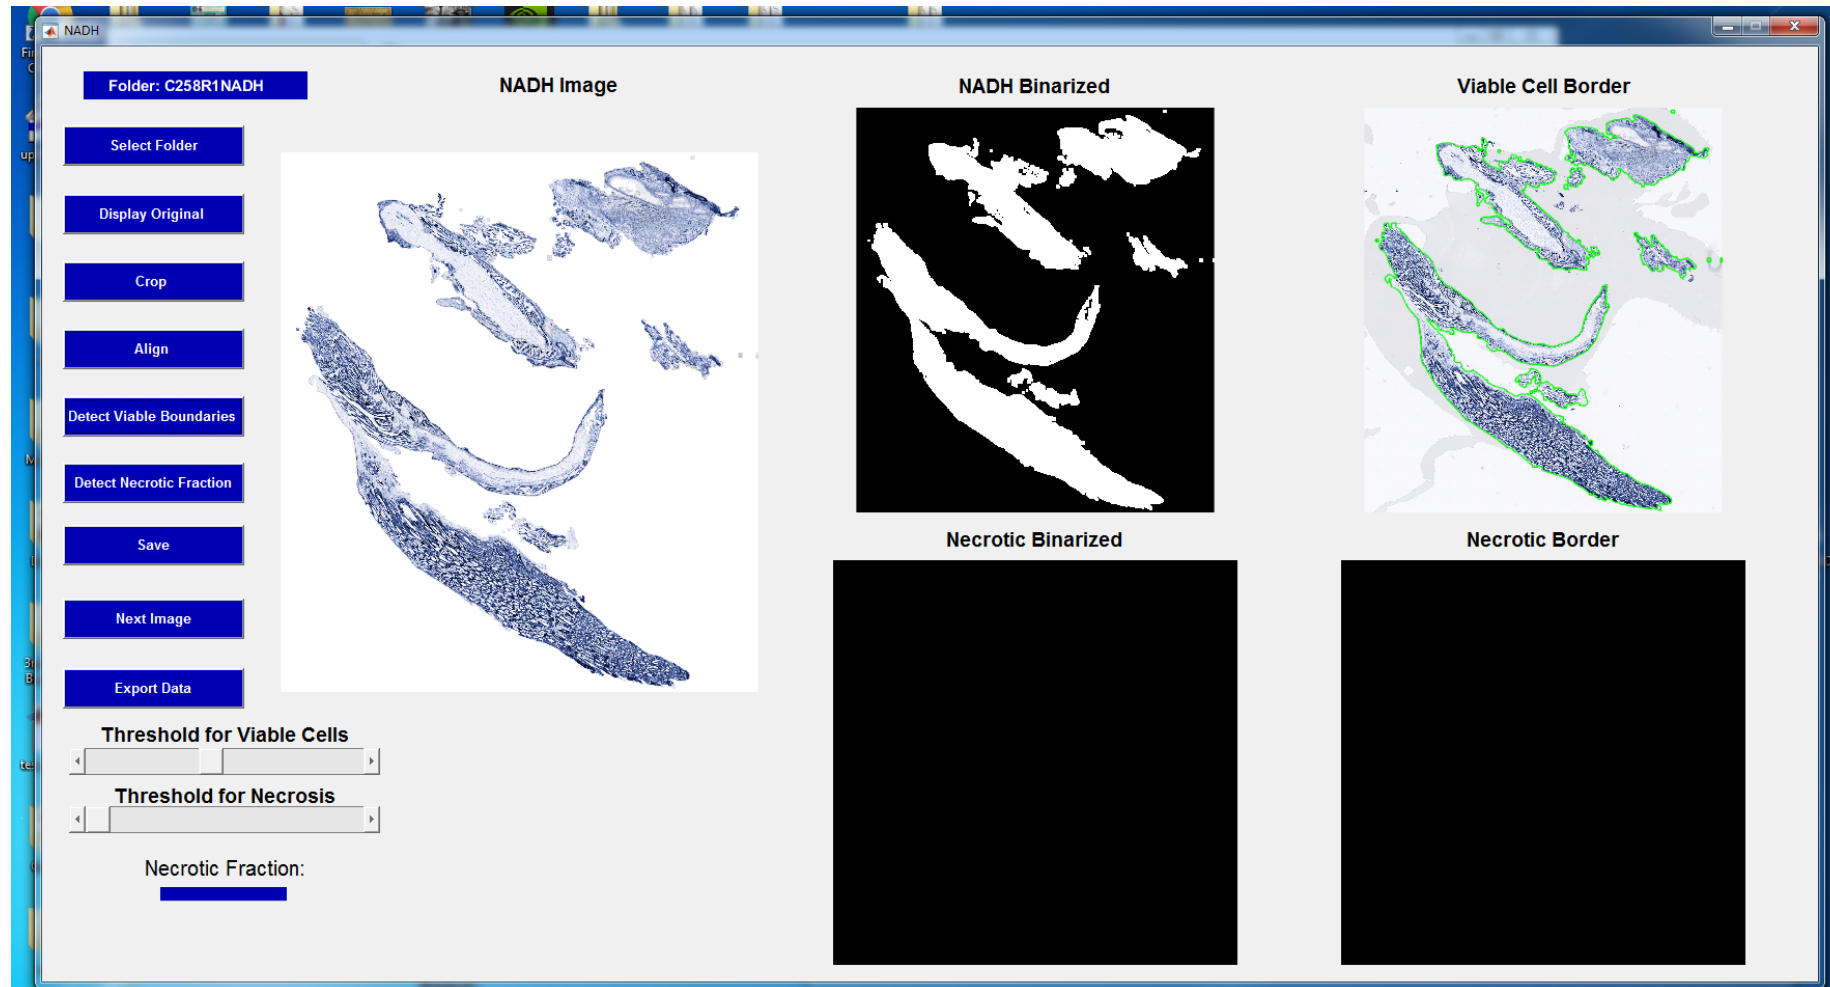 NADH
Folder: C258R1NADH
NADH Image
NADH Binarized
Viable Cell Border
Select Folder
Display Original
Crop
Align
Detect Viable Boundaries
Detect Necrotic Fraction
Save
Next Image
Export Data
Necrotic Binarized
Necrotic Border
Threshold for Viable Cells
Threshold for Necrosis
Necrotic Fraction: